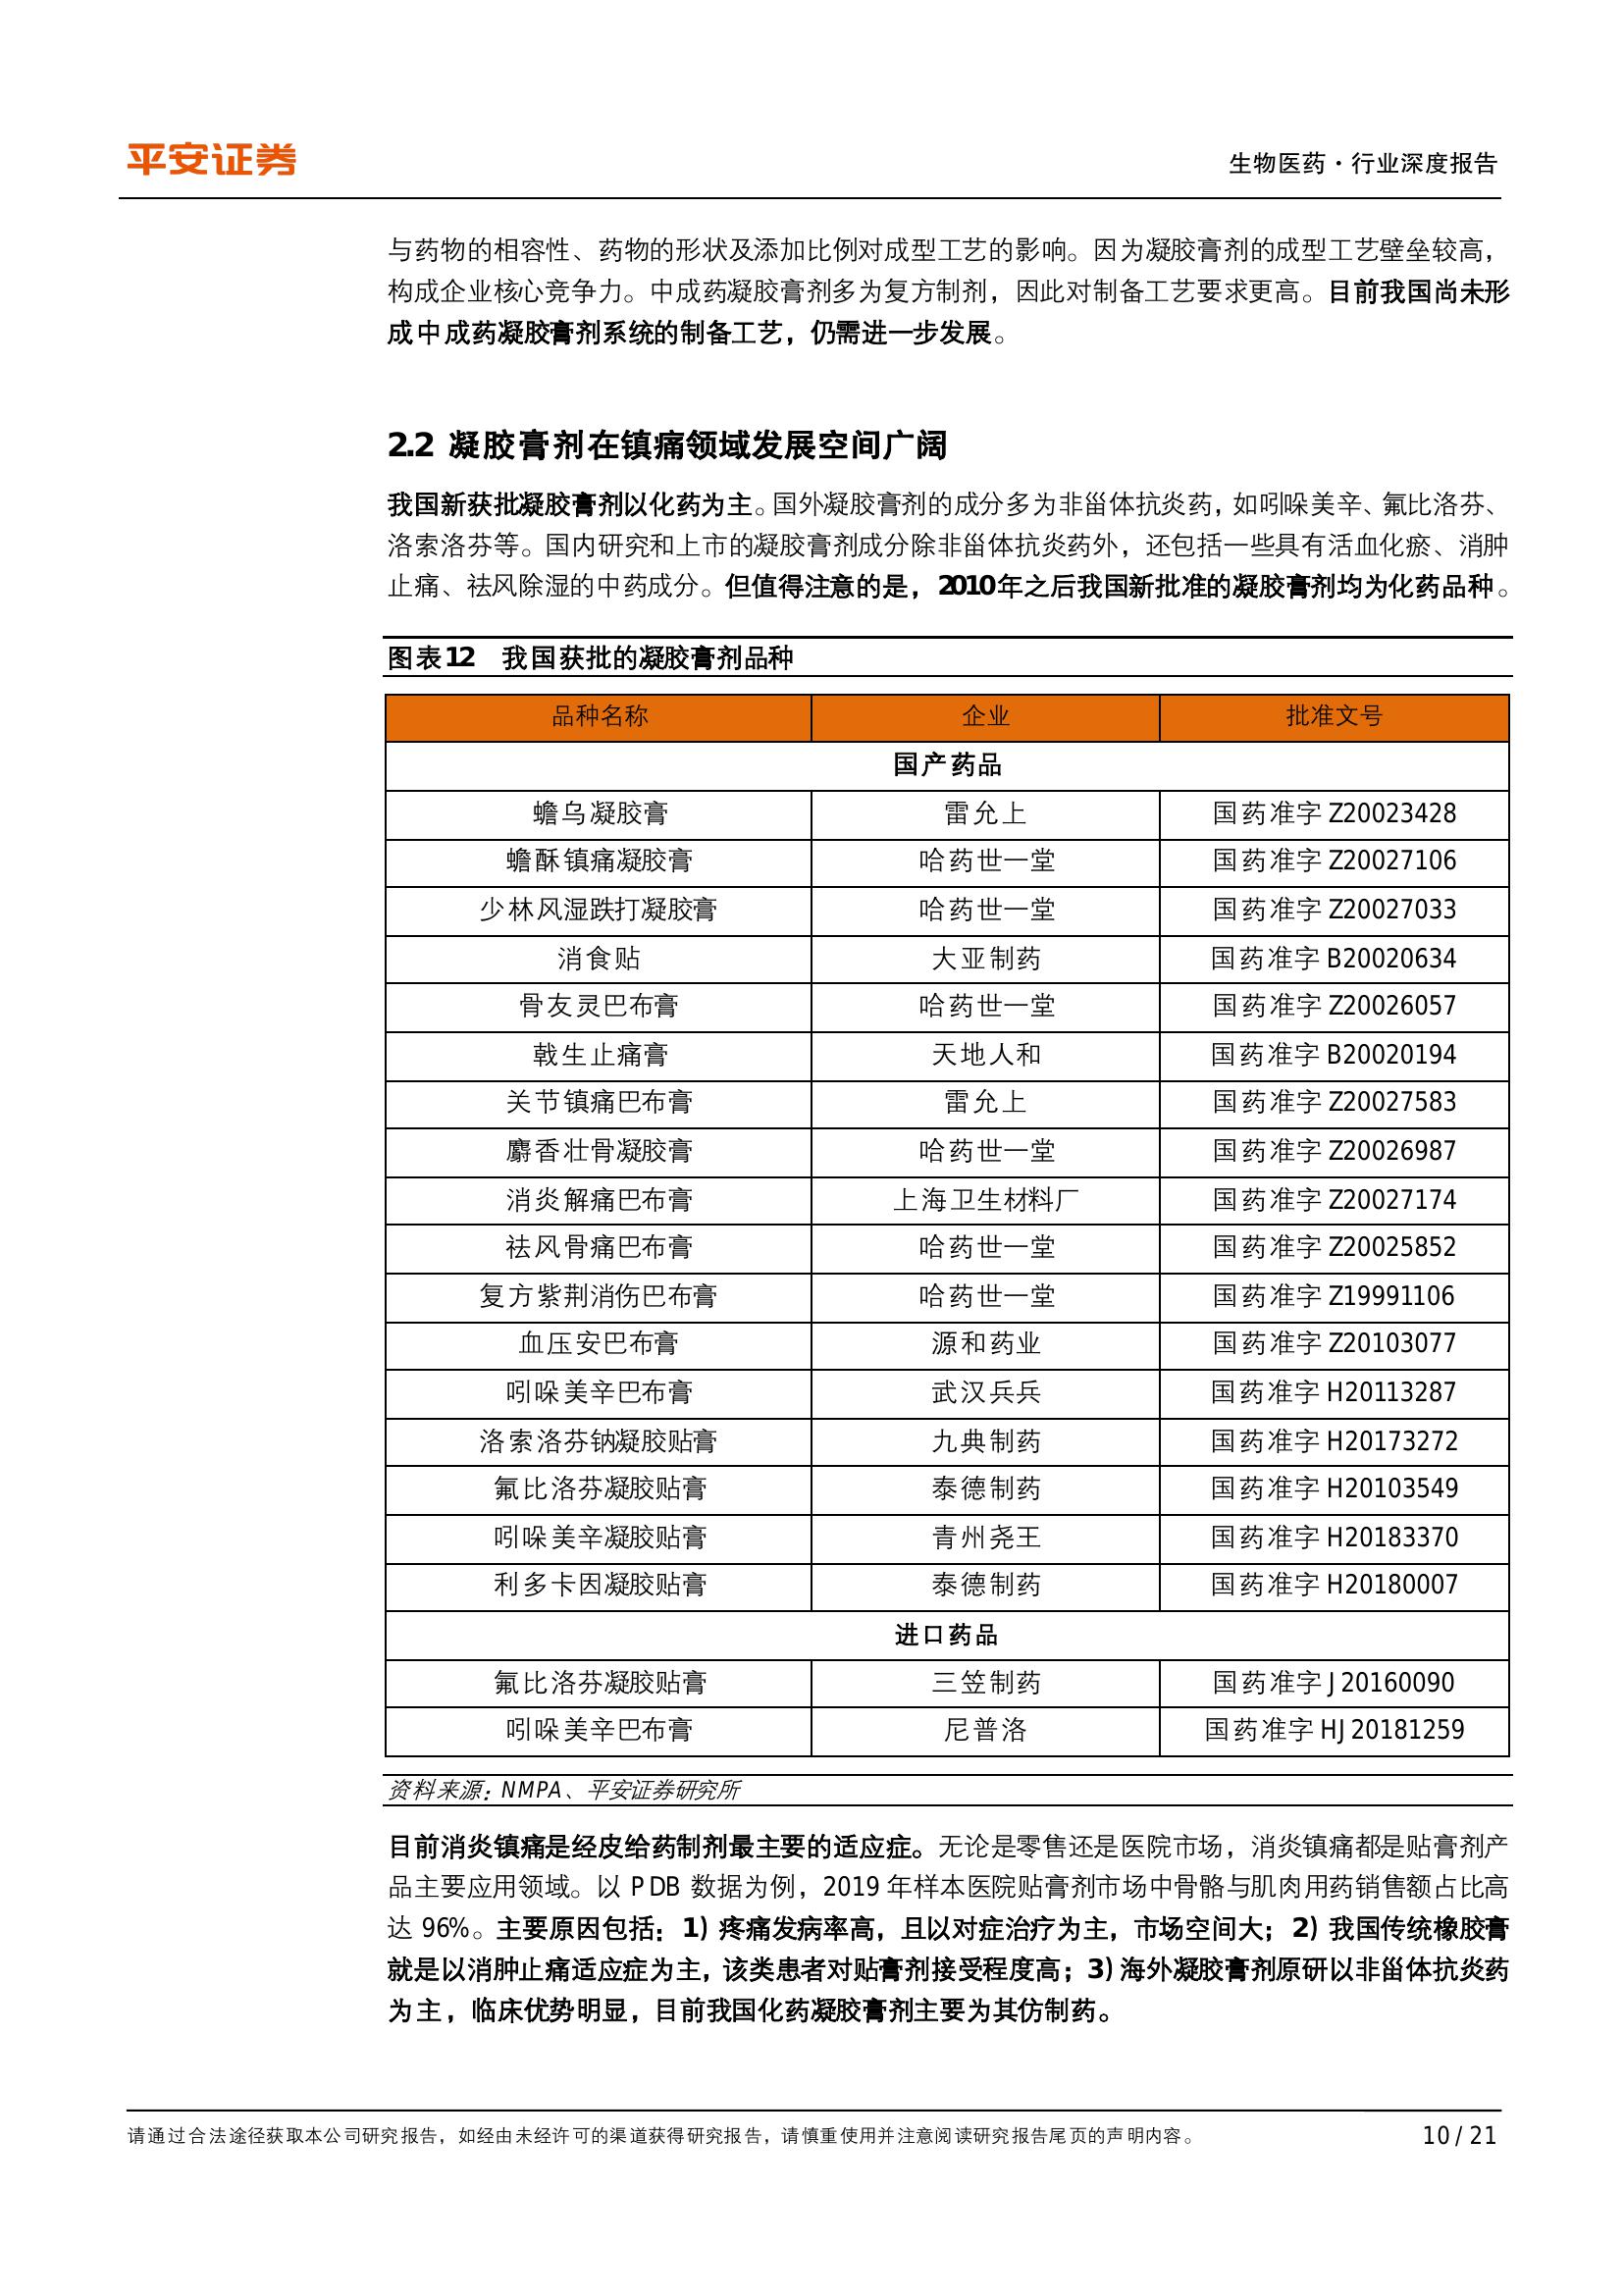 平安证券
生物医药·行业深度报告
与药物的相容性、药物的形状及添加比例对成型工艺的影响。因为凝胶膏剂的成型工艺壁垒较高，
构成企业核心竞争力。中成药凝胶膏剂多为复方制剂，因此对制备工艺要求更高。目前我国尚未形
成中成药凝胶膏剂系统的制备工艺，仍需进一步发展。
2.2 凝胶膏剂在镇痛领域发展空间广阔
我国新获批凝胶膏剂以化药为主。国外凝胶膏剂的成分多为非甾体抗炎药，如吲哚美辛、氟比洛芬、
洛索洛芬等。国内研究和上市的凝胶膏剂成分除非甾体抗炎药外，还包括一些具有活血化瘀、消肿
止痛、祛风除湿的中药成分。但值得注意的是，2010年之后我国新批准的凝胶膏剂均为化药品种。
图表12 我国获批的凝胶膏剂品种
品种名称 企业 批准文号
国产药品
蟾乌凝胶膏 雷允上 国药准字 Z20023428
蟾酥镇痛凝胶膏 哈药世一堂 国药准字 Z20027106
少林风湿跌打凝胶膏 哈药世一堂 国药准字 Z20027033
消食贴 大亚制药 国药准字 B20020634
骨友灵巴布膏 哈药世一堂 国药准字 Z20026057
戟生止痛膏 天地人和 国药准字 B20020194
关节镇痛巴布膏 雷允上 国药准字 Z20027583
麝香壮骨凝胶膏 哈药世一堂 国药准字 Z20026987
消炎解痛巴布膏 上海卫生材料厂 国药准字 Z20027174
祛风骨痛巴布膏 哈药世一堂 国药准字 Z20025852
复方紫荆消伤巴布膏 哈药世一堂 国药准字 Z19991106
血压安巴布膏 源和药业 国药准字 Z20103077
吲哚美辛巴布膏 武汉兵兵 国药准字 H20113287
洛索洛芬钠凝胶贴膏 九典制药 国药准字 H20173272
氟比洛芬凝胶贴膏 泰德制药 国药准字 H20103549
吲哚美辛凝胶贴膏 青州尧王 国药准字 H20183370
利多卡因凝胶贴膏 泰德制药 国药准字 H20180007
进口药品
氟比洛芬凝胶贴膏 三笠制药 国药准字 J20160090
吲哚美辛巴布膏 尼普洛 国药准字 HJ20181259
资料来源：NMPA、平安证券研究所
目前消炎镇痛是经皮给药制剂最主要的适应症。无论是零售还是医院市场，消炎镇痛都是贴膏剂产
品主要应用领域。以 PDB 数据为例，2019 年样本医院贴膏剂市场中骨骼与肌肉用药销售额占比高
达 96%。主要原因包括：1）疼痛发病率高，且以对症治疗为主，市场空间大；2）我国传统橡胶膏
就是以消肿止痛适应症为主，该类患者对贴膏剂接受程度高；3）海外凝胶膏剂原研以非甾体抗炎药
为主，临床优势明显，目前我国化药凝胶膏剂主要为其仿制药。
请通过合法途径获取本公司研究报告，如经由未经许可的渠道获得研究报告，请慎重使用并注意阅读研究报告尾页的声明内容。
10 / 21